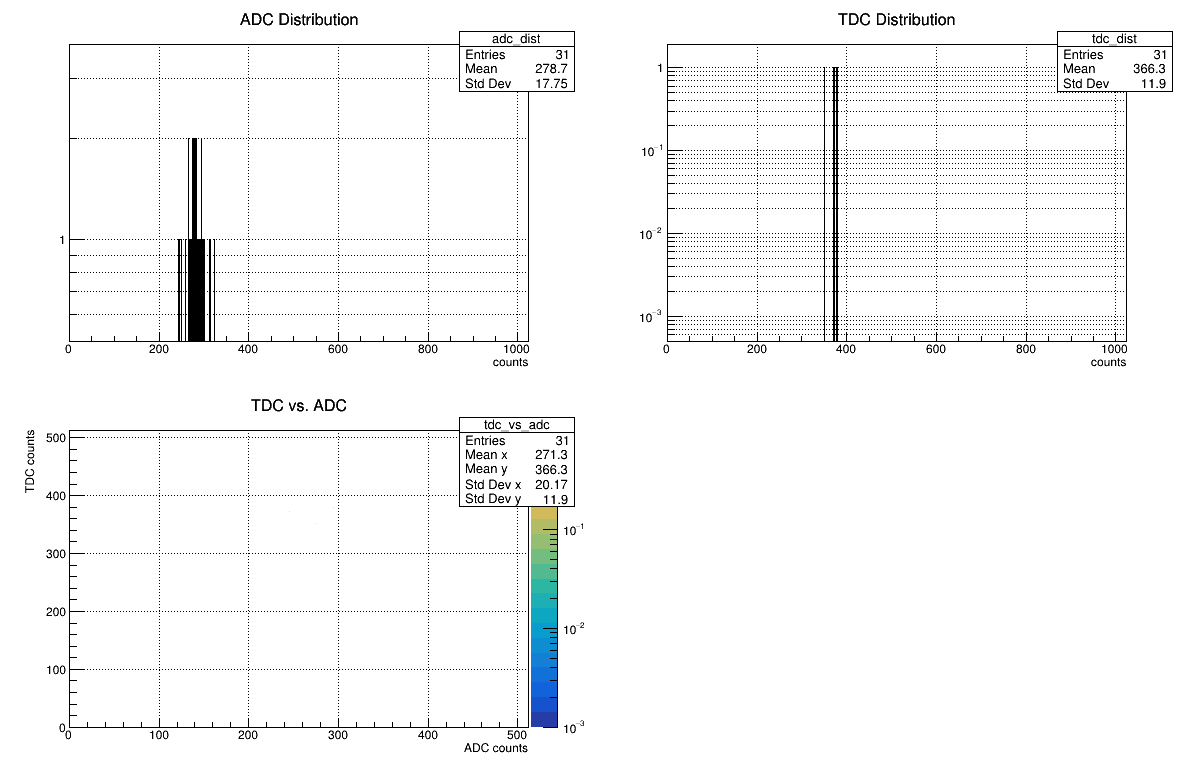 ADC Distribution
adc_dist
Entries 31
Mean 278.7
Std Dev 17.75
1
0 200 400 600 800 1000
counts
TDC Distribution
tdc_dist
Entries 31
Mean 366.3
Std Dev 11.9
1
10⁻¹
10⁻²
10⁻³
0 200 400 600 800 1000
counts
TDC vs. ADC
tdc_vs_adc
Entries 31
Mean x 271.3
Mean y 366.3
Std Dev x 20.17
Std Dev y 11.9
TDC counts
500
400
300
200
100
0
0 100 200 300 400 500
ADC counts
10⁻¹
10⁻²
10⁻³